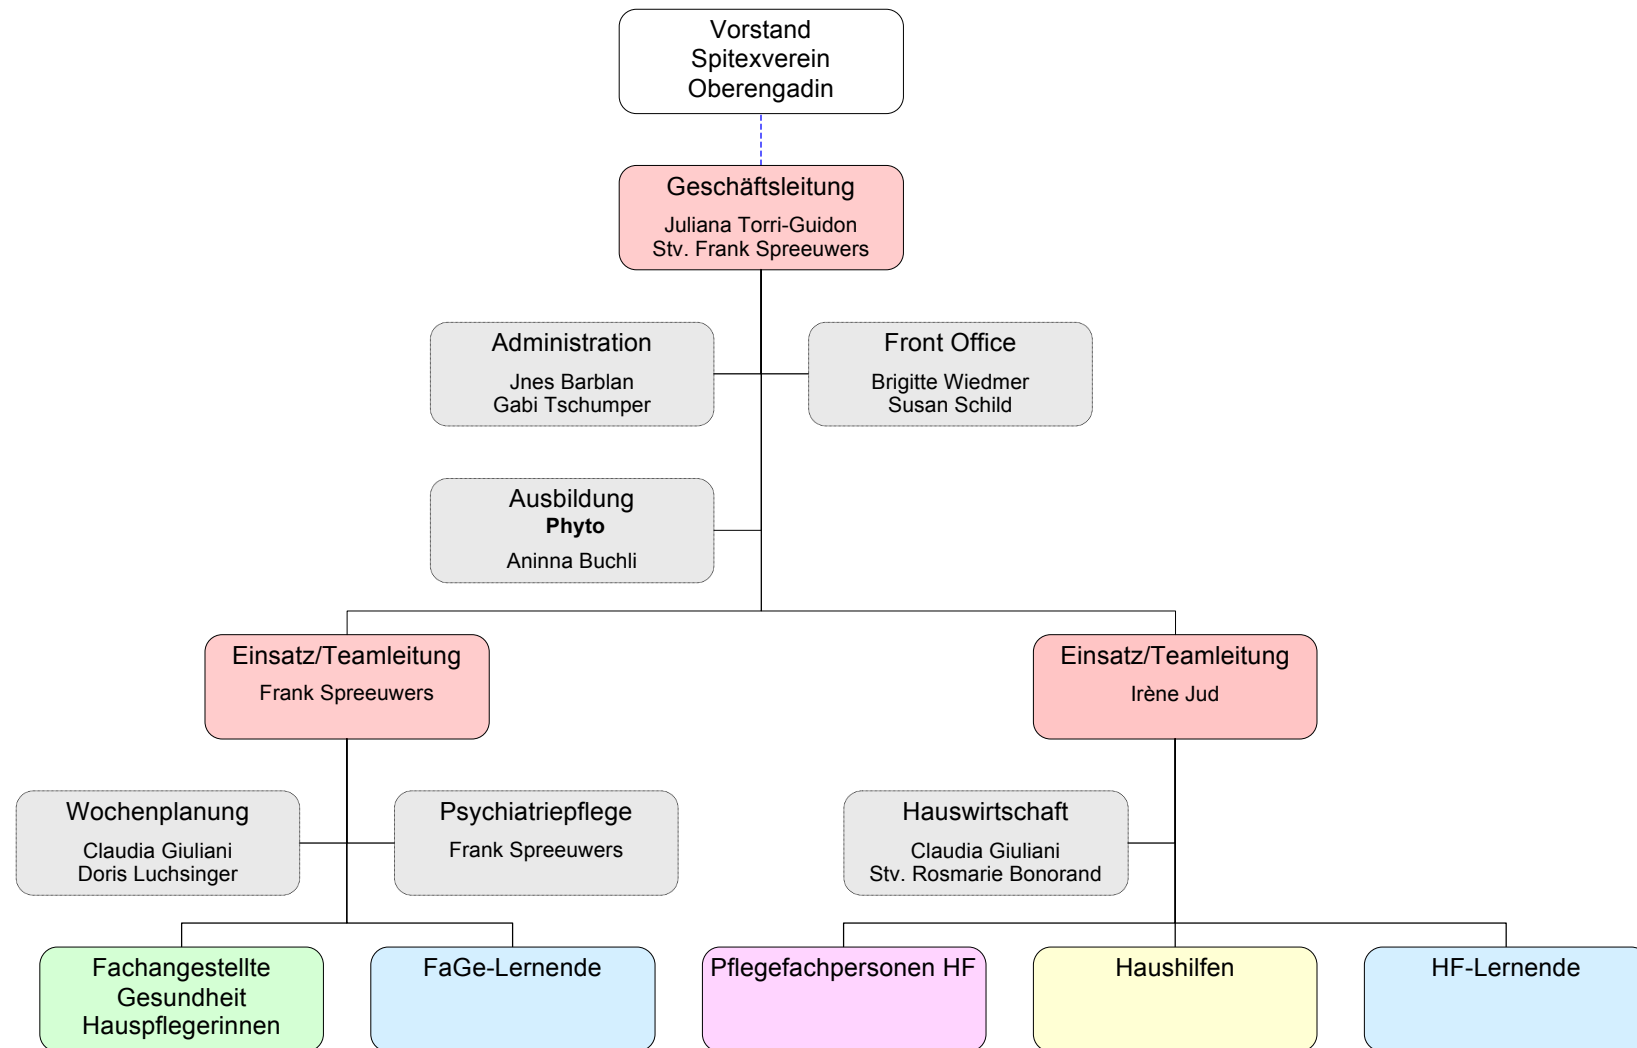 Vorstand
Spitexverein
Oberengadin
Geschäftsleitung
Juliana Torri-Guidon
Stv. Frank Spreeuwers
Administration
Jnes Barblan
Gabi Tschumper
Front Office
Brigitte Wiedmer
Susan Schild
Ausbildung
Phyto
Aninna Buchli
Einsatz/Teamleitung
Frank Spreeuwers
Einsatz/Teamleitung
Irène Jud
Wochenplanung
Claudia Giuliani
Doris Luchsinger
Psychiatriepflege
Frank Spreeuwers
Hauswirtschaft
Claudia Giuliani
Stv. Rosmarie Bonorand
Fachangestellte
Gesundheit
Hauspflegerinnen
FaGe-Lernende
Pflegefachpersonen HF
Haushilfen
HF-Lernende